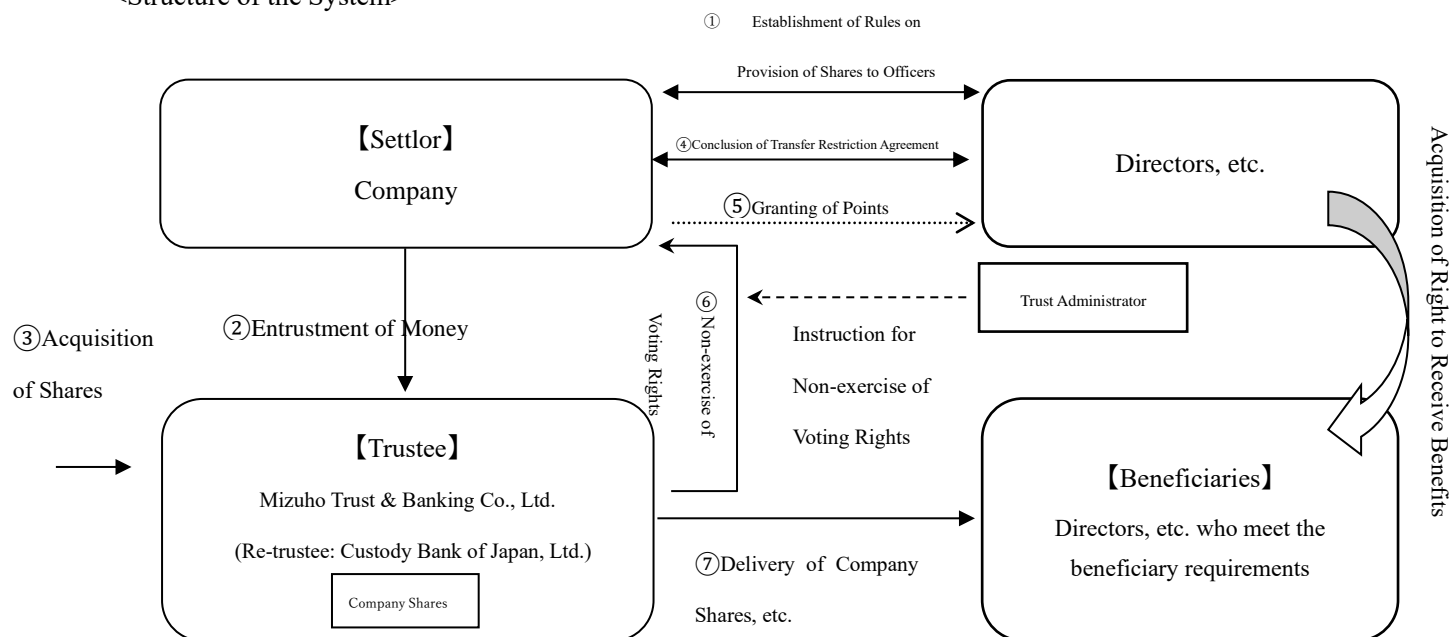 <Structure of the System>
① Establishment of Rules on
Provision of Shares to Officers
【Settlor】
Company
④Conclusion of Transfer Restriction Agreement
Directors, etc.
⑤Granting of Points
Acquisition of Right to Receive Benefits
Trust Administrator
②Entrustment of Money
③Acquisition
of Shares
⑥Non-exercise of
Voting Rights
Instruction for
Non-exercise of
Voting Rights
【Trustee】
Mizuho Trust & Banking Co., Ltd.
(Re-trustee: Custody Bank of Japan, Ltd.)
Company Shares
【Beneficiaries】
Directors, etc. who meet the
beneficiary requirements
⑦Delivery of Company
Shares, etc.